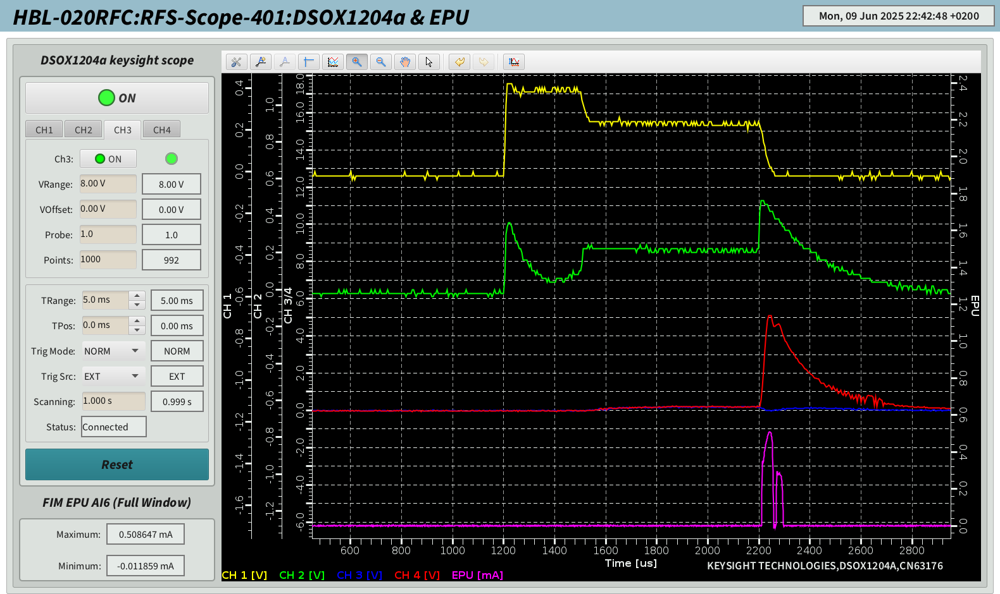 HBL-020RFC:RFS-Scope-401:DSOX1204a & EPU
Mon, 09 Jun 2025 22:42:48 +0200
DSOX1204a keysight scope
ON
CH1 CH2 CH3 CH4
Ch3: ON
VRange: 8.00 V 8.00 V
VOffset: 0.00 V 0.00 V
Probe: 1.0 1.0
Points: 1000 992
TRange: 5.0 ms 5.00 ms
TPos: 0.0 ms 0.00 ms
Trig Mode: NORM NORM
Trig Src: EXT EXT
Scanning: 1.000 s 0.999 s
Status: Connected
Reset
FIM EPU AI6 (Full Window)
Maximum: 0.508647 mA
Minimum: -0.011859 mA
CH 1
0.4 0.2 0.0 -0.2 -0.4 -0.6 -0.8 -1.0 -1.2 -1.4 -1.6
CH 2
1.0 0.8 0.6 0.4 0.2 0.0 -0.2 -0.4 -0.6 -0.8 -1.0 -1.2
CH 3/4
18.0 16.0 14.0 12.0 10.0 8.0 6.0 4.0 2.0 0.0 -2.0 -4.0 -6.0
EPU
2.4 2.2 2.0 1.8 1.6 1.4 1.2 1.0 0.8 0.6 0.4 0.2 0.0
600 800 1000 1200 1400 1600 1800 2000 2200 2400 2600 2800
Time [us]
KEYSIGHT TECHNOLOGIES,DSOX1204A,CN63176
CH 1 [V] CH 2 [V] CH 3 [V] CH 4 [V] EPU [mA]